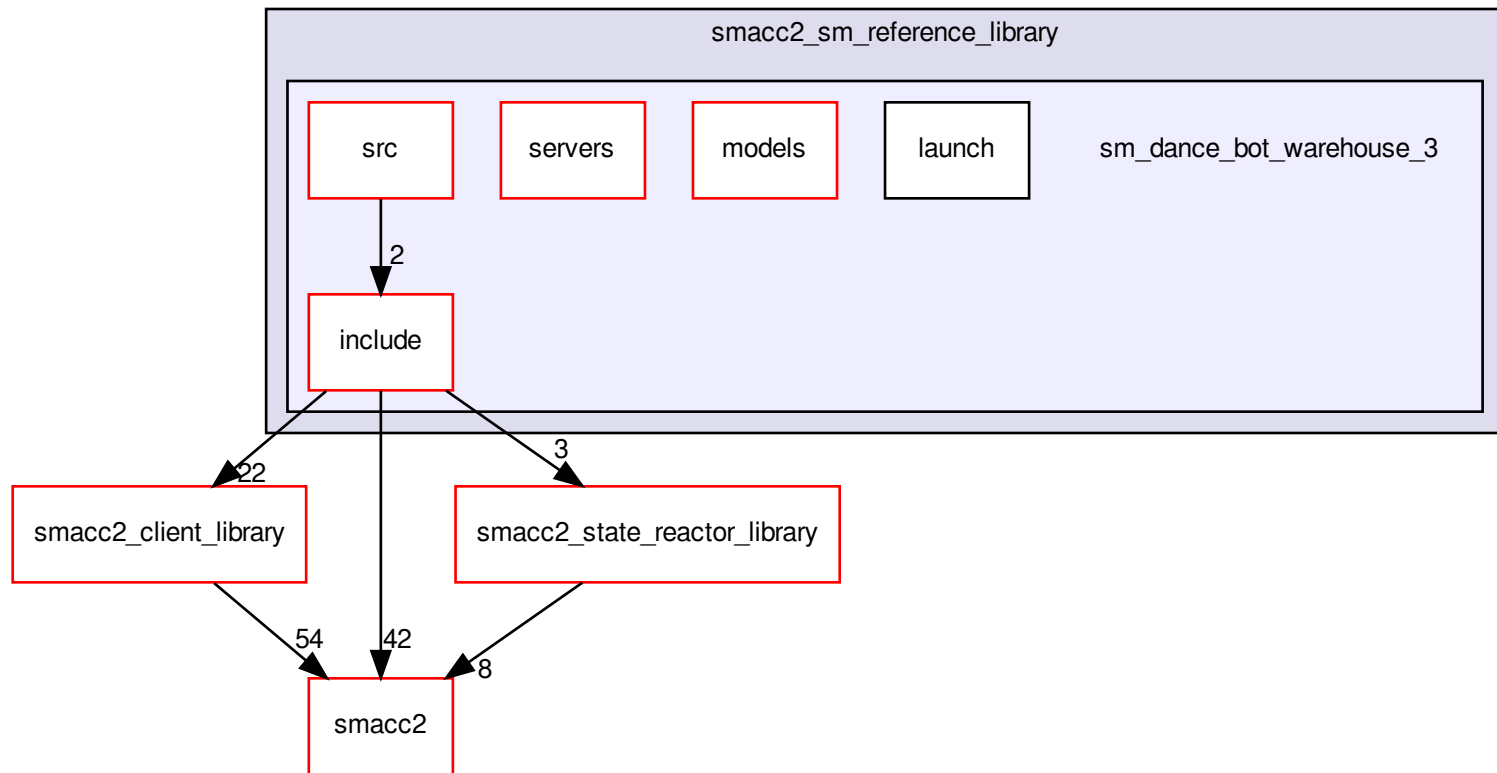 smacc2_sm_reference_library
src
servers
models
launch
sm_dance_bot_warehouse_3
2
include
22
3
smacc2_client_library
smacc2_state_reactor_library
54
42
8
smacc2